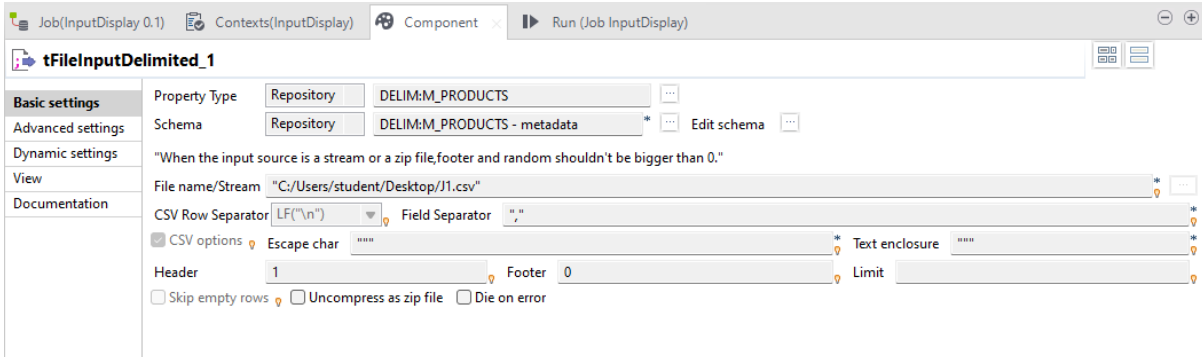 Job(InputDisplay 0.1) Contexts(InputDisplay) Component Run (Job InputDisplay)
tFileInputDelimited_1
Basic settings
Advanced settings
Dynamic settings
View
Documentation
Property Type Repository DELIM:M_PRODUCTS ...
Schema Repository DELIM:M_PRODUCTS - metadata * ... Edit schema ...
"When the input source is a stream or a zip file,footer and random shouldn't be bigger than 0."
File name/Stream "C:/Users/student/Desktop/J1.csv" * ...
CSV Row Separator LF("\n") Field Separator "," *
CSV options Escape char """ * Text enclosure """ *
Header 1 Footer 0 Limit
Skip empty rows Uncompress as zip file Die on error